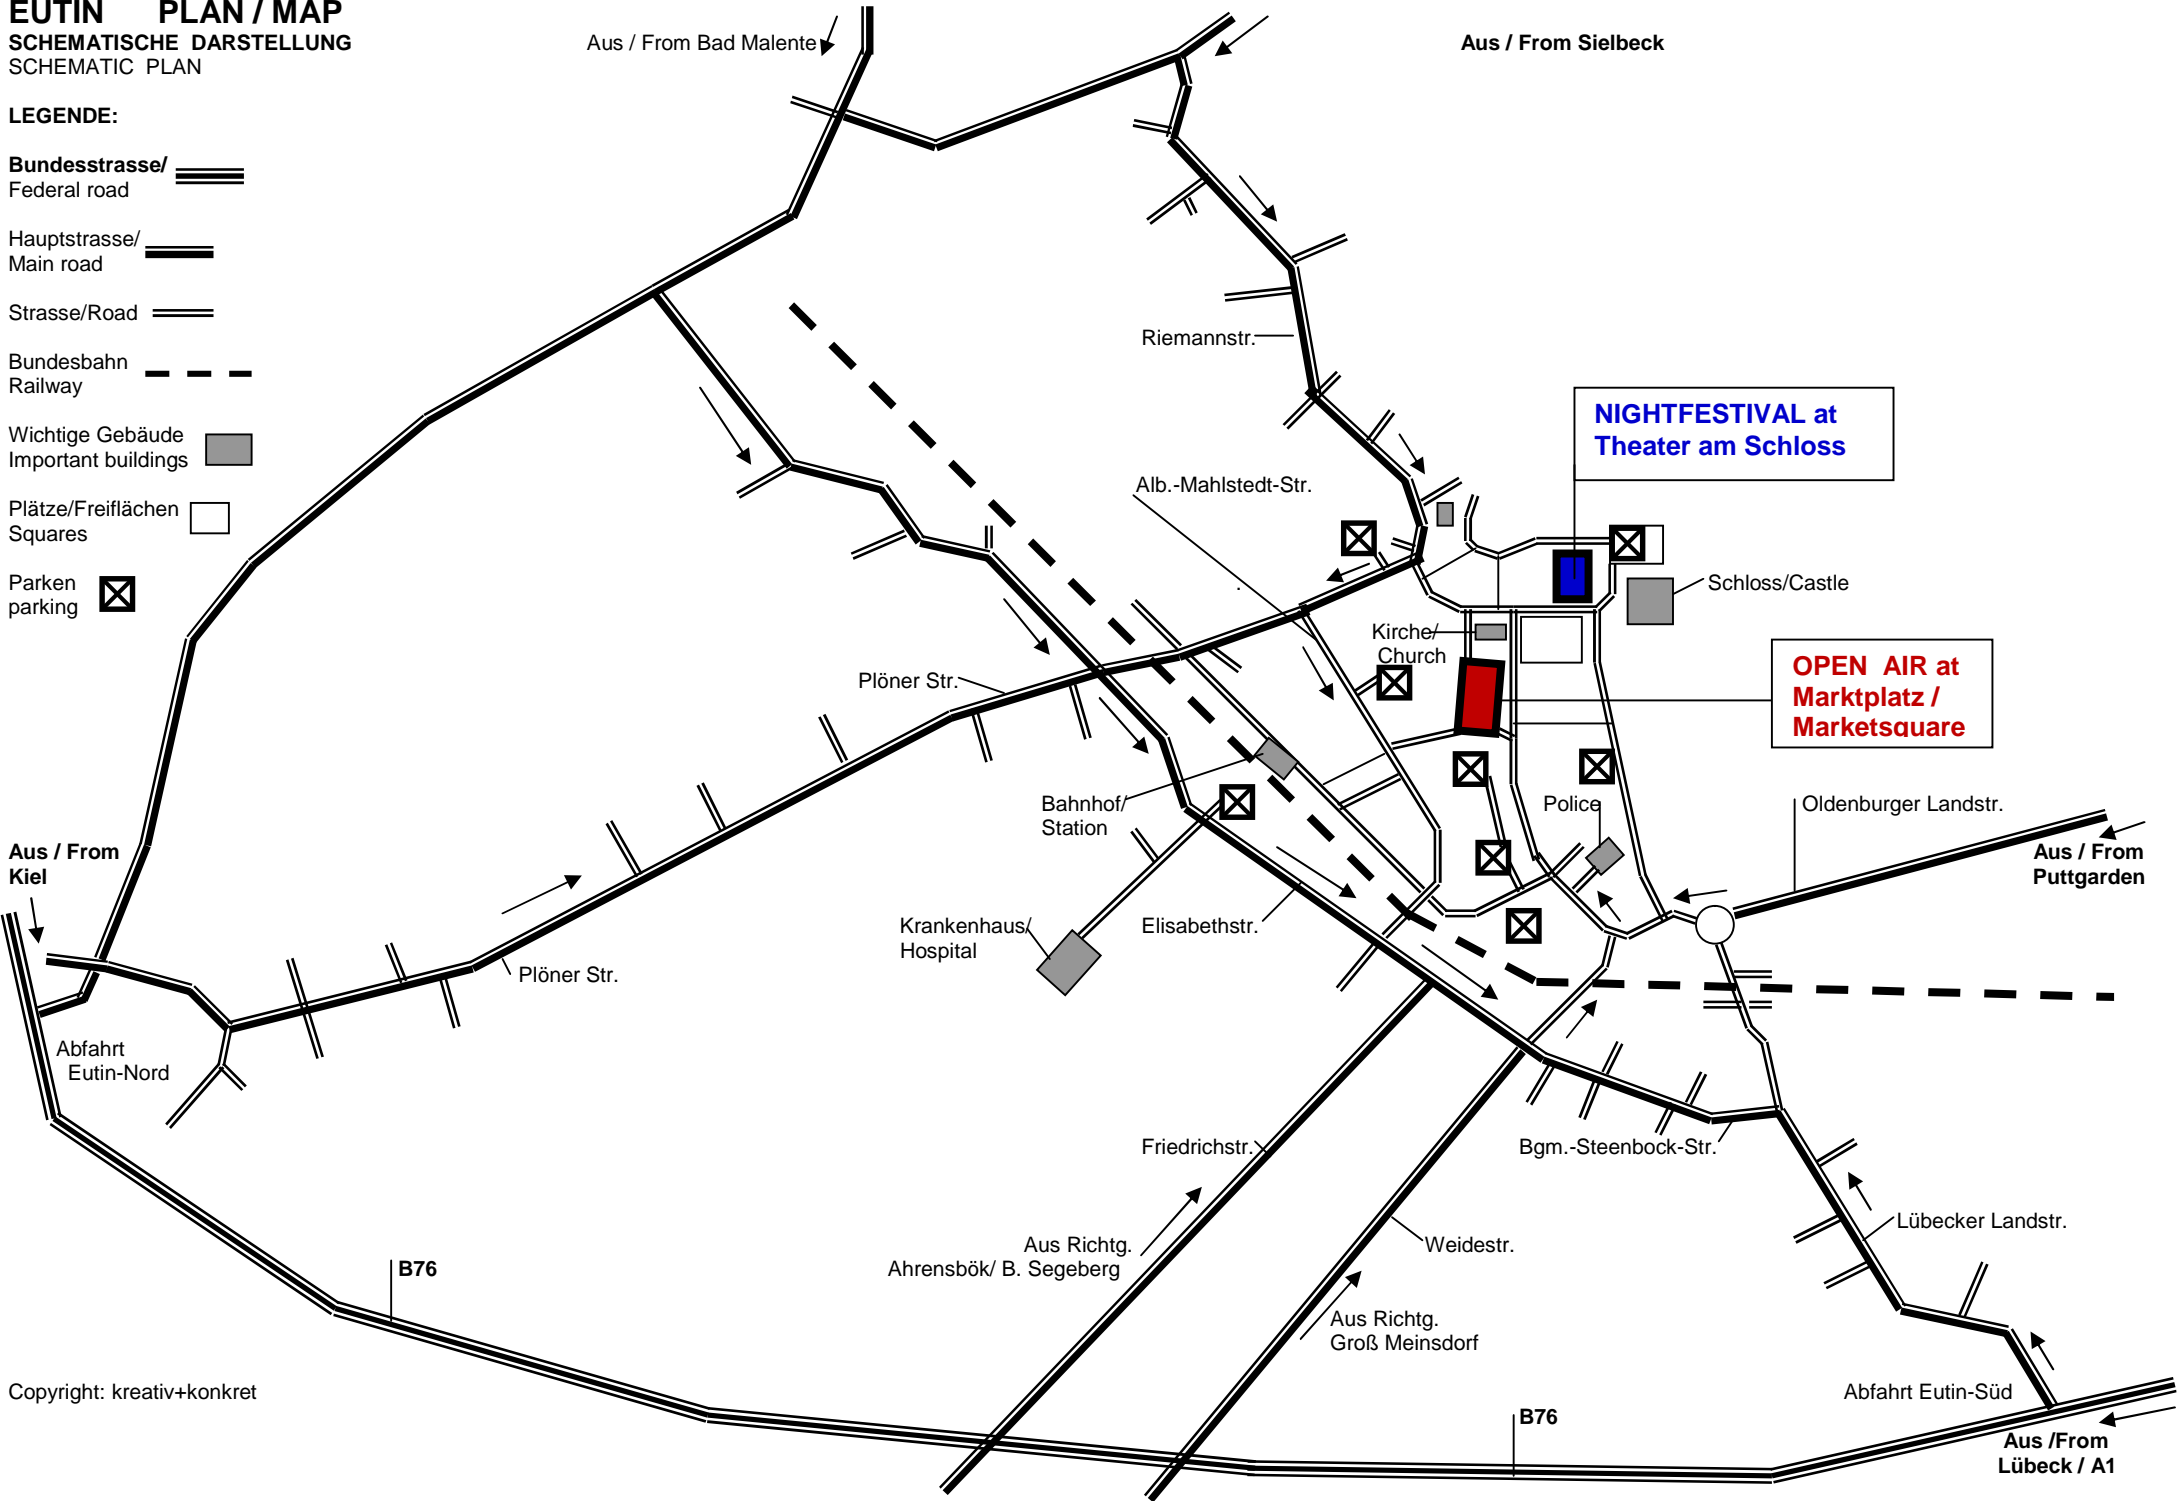 EUTIN PLAN / MAP
SCHEMATISCHE DARSTELLUNG
SCHEMATIC PLAN
LEGENDE:
Bundesstrasse/
Federal road
Hauptstrasse/
Main road
Strasse/Road
Bundesbahn
Railway
Wichtige Gebäude
Important buildings
Plätze/Freiflächen
Squares
Parken
parking
Aus / From Bad Malente
Aus / From Sielbeck
Riemannstr.
NIGHTFESTIVAL at
Theater am Schloss
Alb.-Mahlstedt-Str.
Schloss/Castle
Kirche/
Church
OPEN AIR at
Marktplatz /
Marketsquare
Plöner Str.
Bahnhof/
Station
Police
Oldenburger Landstr.
Aus / From
Puttgarden
Aus / From
Kiel
Krankenhaus/
Hospital
Elisabethstr.
Plöner Str.
Abfahrt
Eutin-Nord
Friedrichstr.
Bgm.-Steenbock-Str.
Lübecker Landstr.
Aus Richtg.
Ahrensbök/ B. Segeberg
Weidestr.
B76
Aus Richtg.
Groß Meinsdorf
Copyright: kreativ+konkret
Abfahrt Eutin-Süd
B76
Aus /From
Lübeck / A1